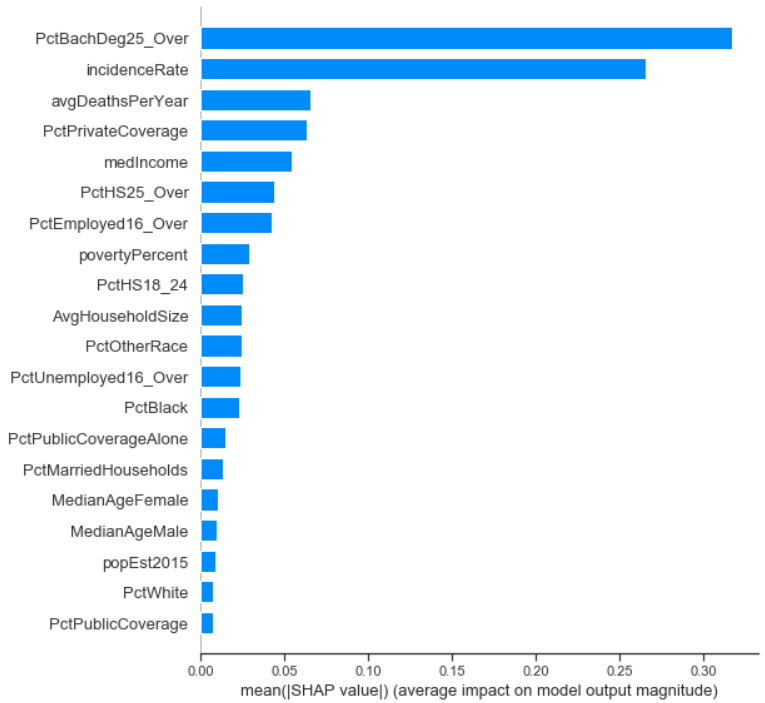 PctBachDeg25_Over
incidenceRate
avgDeathsPerYear
PctPrivateCoverage
medIncome
PctHS25_Over
PctEmployed16_Over
povertyPercent
PctHS18_24
AvgHouseholdSize
PctOtherRace
PctUnemployed16_Over
PctBlack
PctPublicCoverageAlone
PctMarriedHouseholds
MedianAgeFemale
MedianAgeMale
popEst2015
PctWhite
PctPublicCoverage
0.00 0.05 0.10 0.15 0.20 0.25 0.30
mean(|SHAP value|) (average impact on model output magnitude)